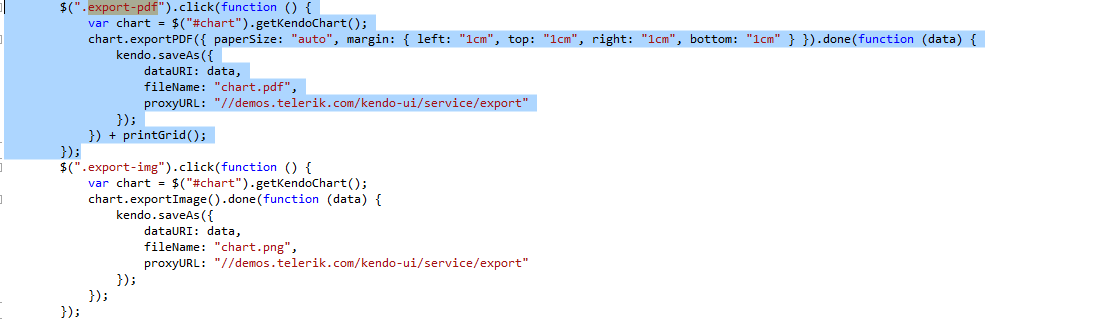 $(".export-pdf").click(function () {
var chart = $("#chart").getKendoChart();
chart.exportPDF({ paperSize: "auto", margin: { left: "1cm", top: "1cm", right: "1cm", bottom: "1cm" } }).done(function (data) {
kendo.saveAs({
dataURI: data,
fileName: "chart.pdf",
proxyURL: "//demos.telerik.com/kendo-ui/service/export"
});
}) + printGrid();
});
$(".export-img").click(function () {
var chart = $("#chart").getKendoChart();
chart.exportImage().done(function (data) {
kendo.saveAs({
dataURI: data,
fileName: "chart.png",
proxyURL: "//demos.telerik.com/kendo-ui/service/export"
});
});
});